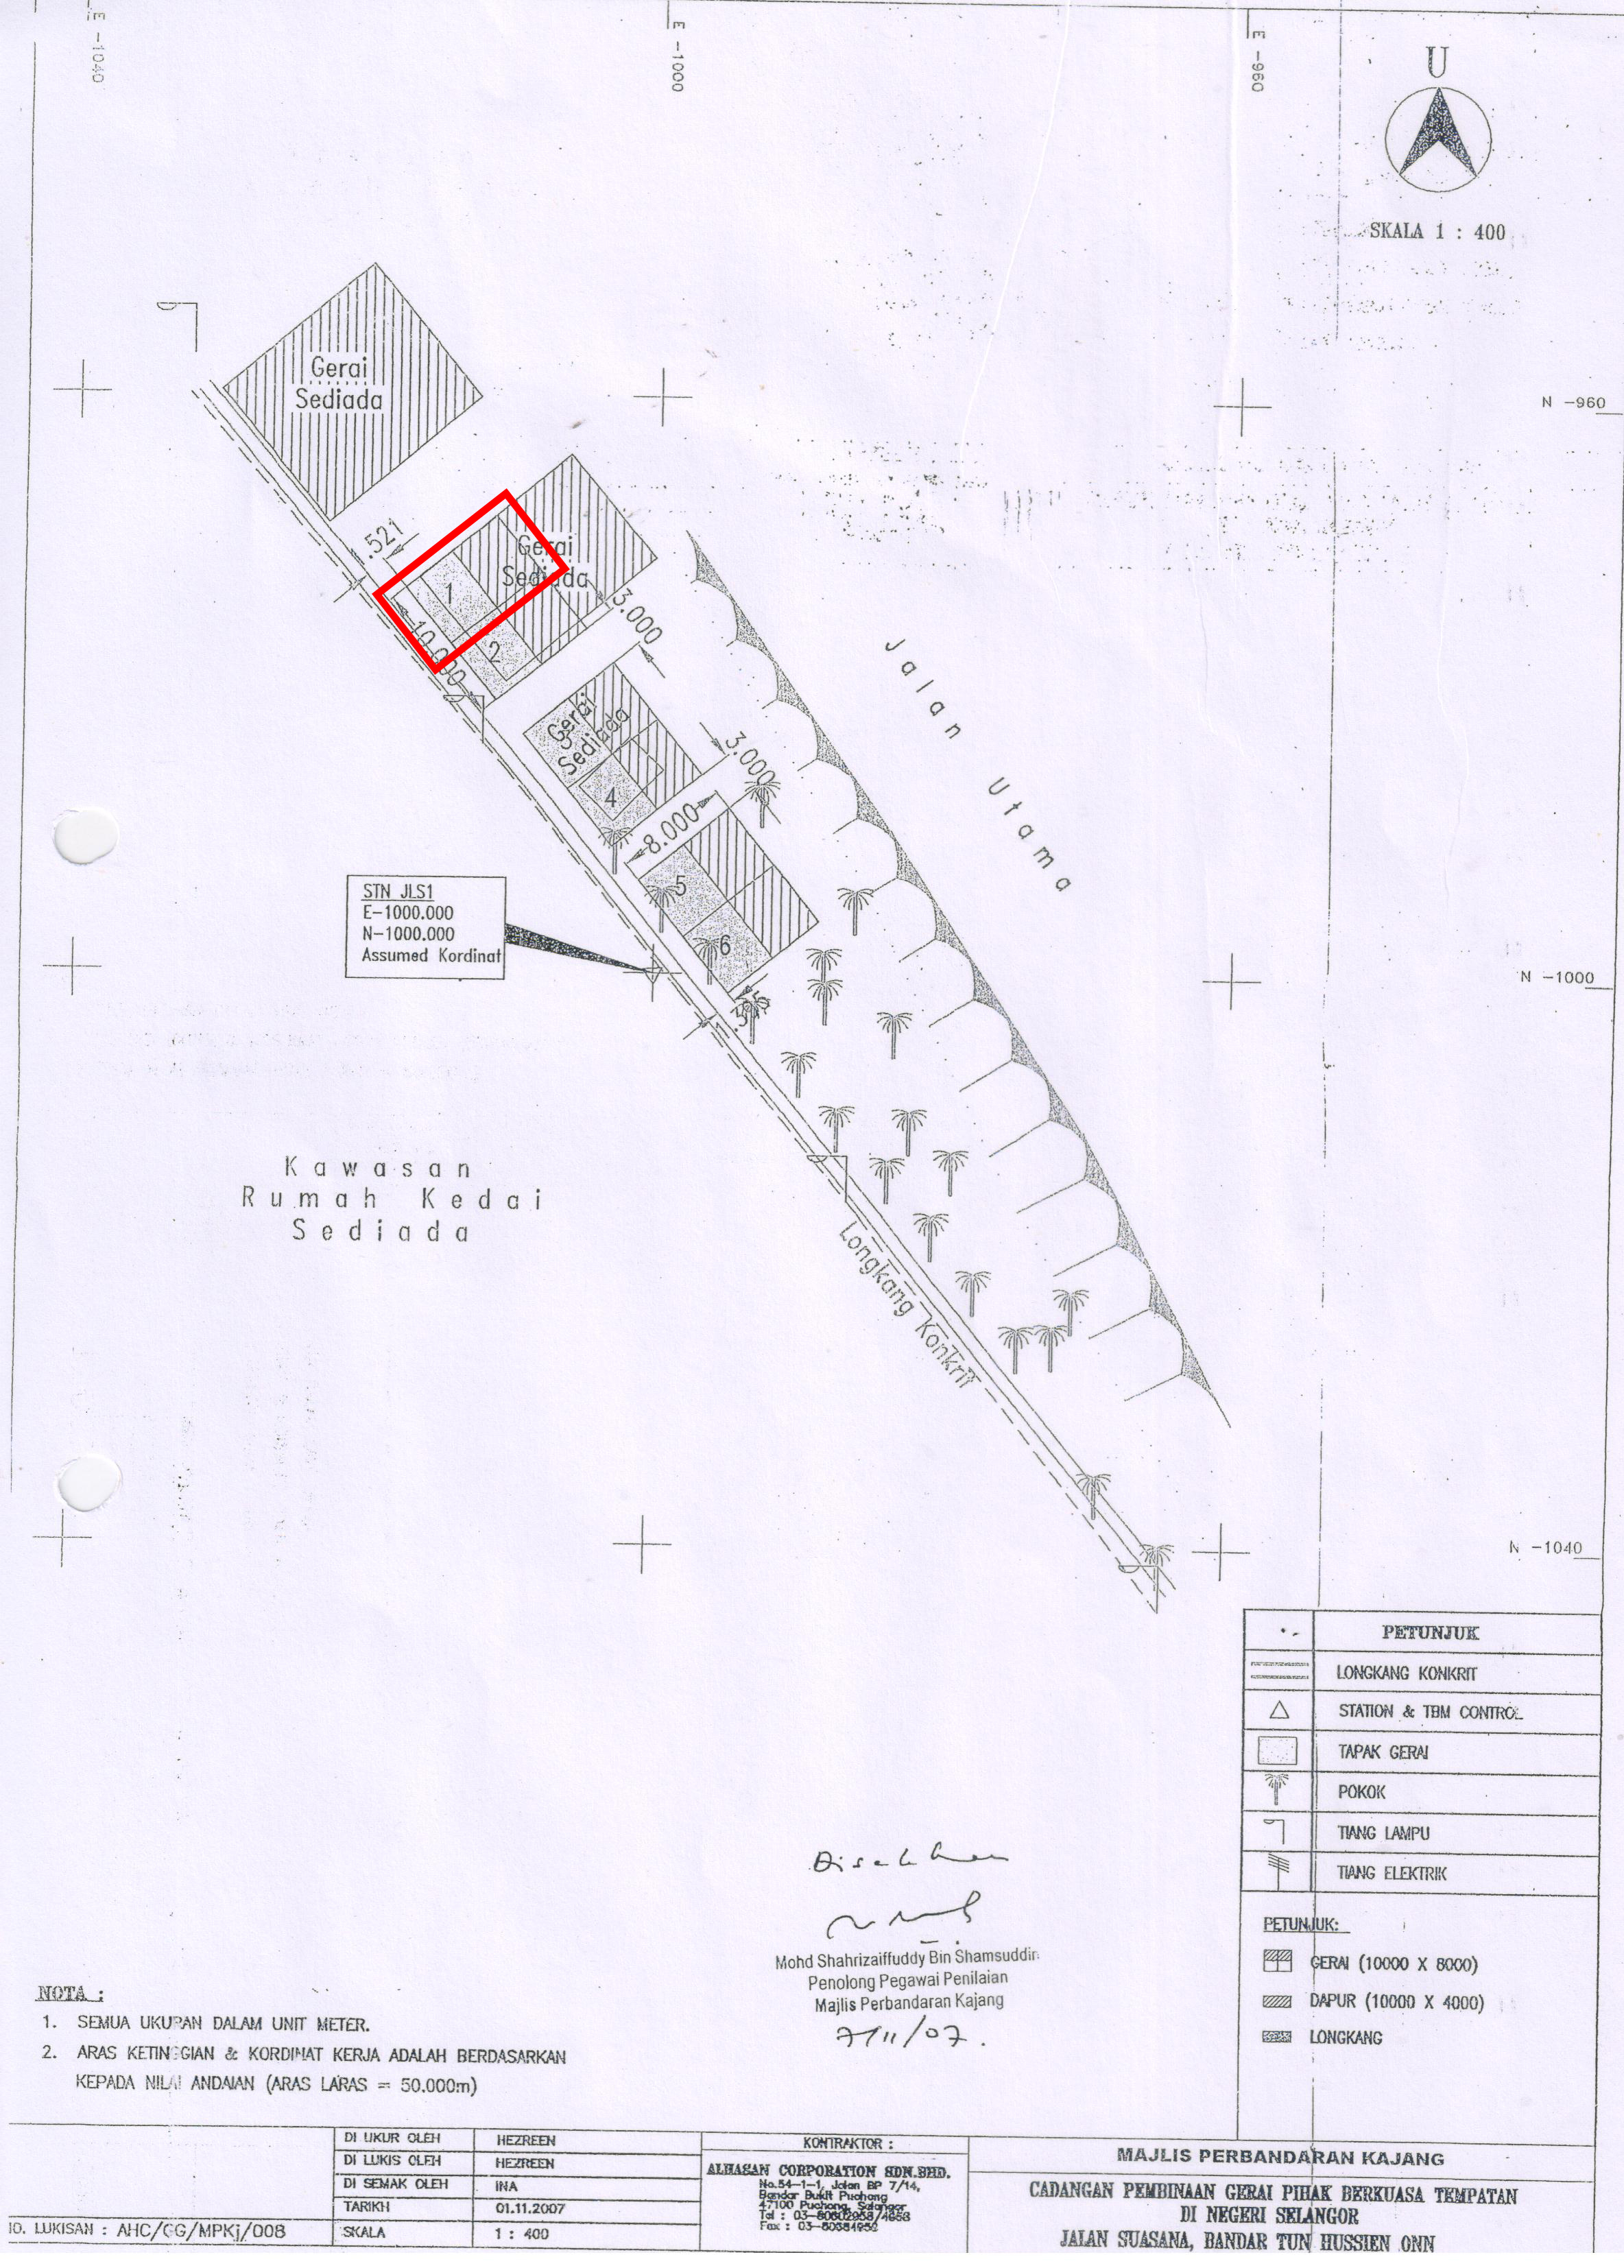 E -1040
E -1000
E -960
U
SKALA 1 : 400
Gerai
Sediada
N -960
.521
Gerai
Sediada
1
2
3.000
10.000
Jalan Utama
Gerai
Sediada
3.000
4
8.000
5
6
STN JLS1
E-1000.000
N-1000.000
Assumed Kordinat
N -1000
Kawasan
Rumah Kedai
Sediada
Longkang Konkrit
N -1040
PETUNJUK
LONGKANG KONKRIT
STATION & TBM CONTROL
TAPAK GERAI
POKOK
TIANG LAMPU
TIANG ELEKTRIK
PETUNJUK:
GERAI (10000 X 8000)
DAPUR (10000 X 4000)
LONGKANG
Disahkan
Mohd Shahrizaiffuddy Bin Shamsuddin
Penolong Pegawai Penilaian
Majlis Perbandaran Kajang
7/11/07.
NOTA :
1. SEMUA UKURAN DALAM UNIT METER.
2. ARAS KETINGGIAN & KORDINAT KERJA ADALAH BERDASARKAN
KEPADA NILAI ANDAIAN (ARAS LARAS = 50.000m)
DI UKUR OLEH HEZREEN
DI LUKIS OLEH HEZREEN
DI SEMAK OLEH INA
TARIKH 01.11.2007
SKALA 1 : 400
NO. LUKISAN : AHC/GG/MPKj/008
KONTRAKTOR :
ALHASAN CORPORATION SDN.BHD.
No.54-1-1, Jalan BP 7/14,
Bandar Bukit Puchong
47100 Puchong, Selangor
MAJLIS PERBANDARAN KAJANG
CADANGAN PEMBINAAN GERAI PIHAK BERKUASA TEMPATAN
DI NEGERI SELANGOR
JALAN SUASANA, BANDAR TUN HUSSIEN ONN